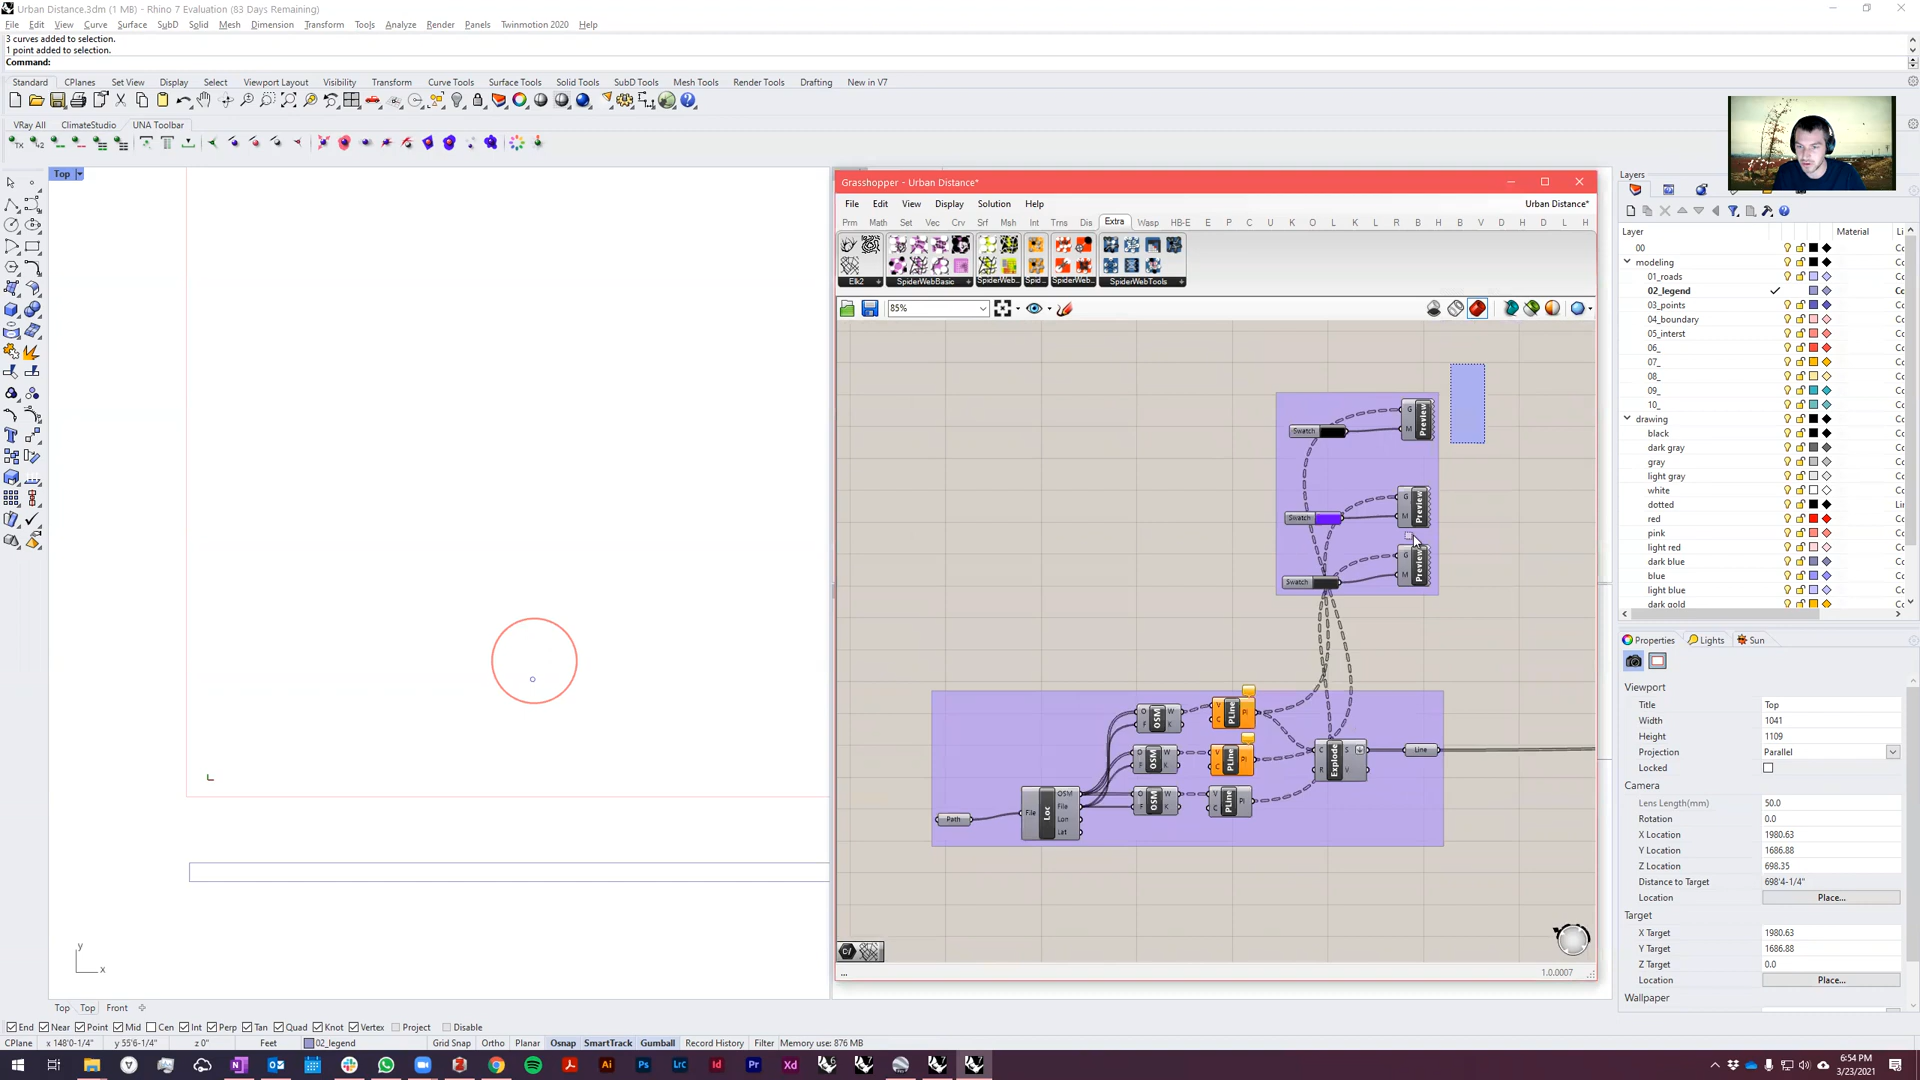 Urban Distance.3dm (1 MB) - Rhino 7 Evaluation (83 Days Remaining)
File Edit View Curve Surface SubD Solid Mesh Dimension Transform Tools Analyze Render Panels Twinmotion 2020 Help
3 curves added to selection.
1 point added to selection.
Command:
Standard CPlanes Set View Display Select Viewport Layout Visibility Transform Curve Tools Surface Tools Solid Tools SubD Tools Mesh Tools Render Tools Drafting New in V7
VRay All ClimateStudio UNA Toolbar
Top
Grasshopper - Urban Distance*
File Edit View Display Solution Help Urban Distance*
Prm Math Set Vec Crv Srf Msh Int Trns Dis Extra Wasp HB-E E P C U K L K L R B H B V D L H
Elk2 SpiderWebBasic SpiderWeb... Spid... SpiderWeb... SpiderWebTools
85%
Swatch G M Preview
Swatch G M Preview
Swatch G M Preview
O F OSM W K V C PLine Pl
O F OSM W K V C PLine Pl
O F OSM W K V C PLine Pl
C R Explode S V
Line
Path
File Loc OSM File Lon Lat
...
1.0.0007
Layers
Layer Material Li
00
modeling
01_roads
02_legend
03_points
04_boundary
05_interst
06_
07_
08_
09_
10_
drawing
black
dark gray
gray
light gray
white
dotted
red
pink
light red
dark blue
blue
light blue
dark gold
Properties Lights Sun
Viewport
Title Top
Width 1041
Height 1109
Projection Parallel
Locked
Camera
Lens Length(mm) 50.0
Rotation 0.0
X Location 1980.63
Y Location 1686.88
Z Location 698.35
Distance to Target 698'4-1/4"
Location Place...
Target
X Target 1980.63
Y Target 1686.88
Z Target 0.0
Location Place...
Wallpaper
y
x
Top Top Front
End Near Point Mid Cen Int Perp Tan Quad Knot Vertex Project Disable
CPlane x 148'0-1/4" y 55'6-1/4" z 0" Feet 02_legend Grid Snap Ortho Planar Osnap SmartTrack Gumball Record History Filter Memory use: 876 MB
6:54 PM
3/23/2021